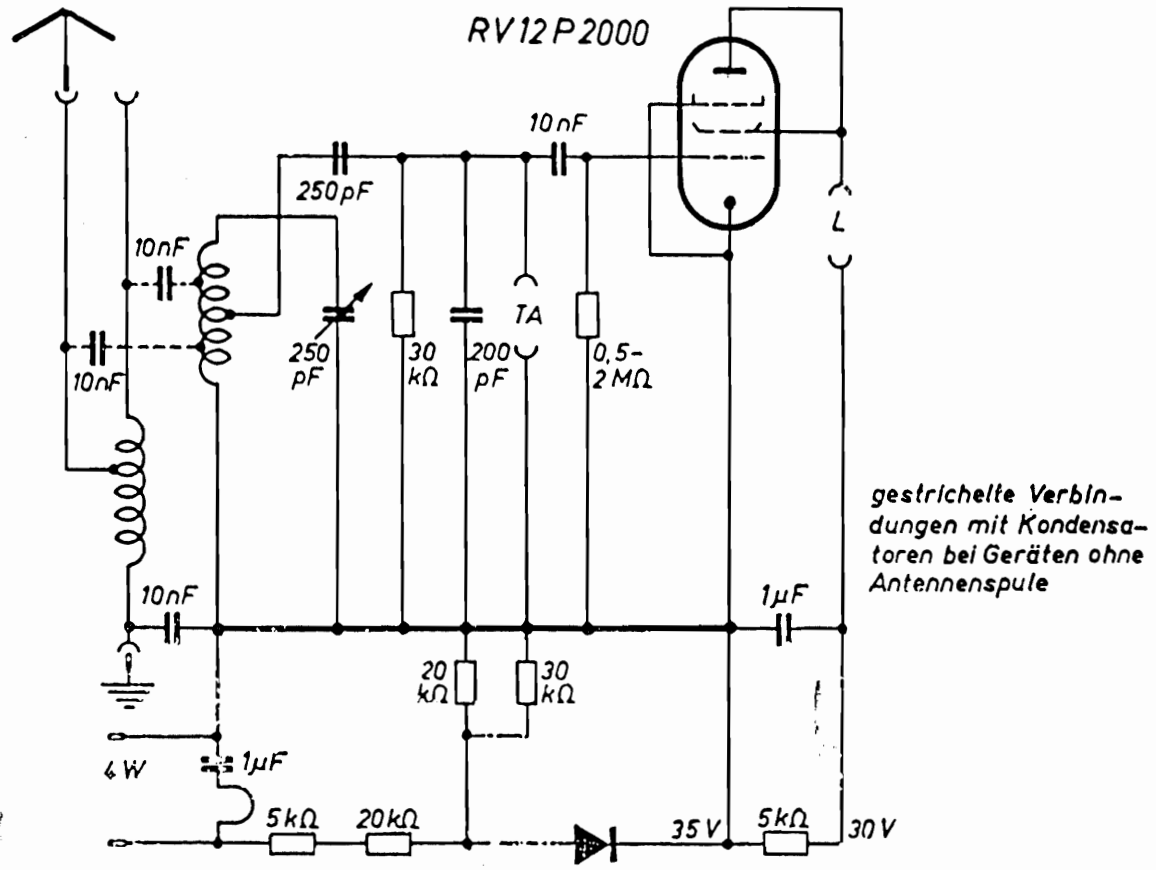 RV12P2000
10nF
250pF
10nF
L
TA
250
pF
30
kΩ
200
pF
0,5-
2MΩ
10nF
gestrichelte Verbin-
dungen mit Kondensa-
toren bei Geräten ohne
Antennenspule
10nF
1µF
20
kΩ
30
kΩ
4W
1µF
5kΩ
20kΩ
35V
5kΩ
30V